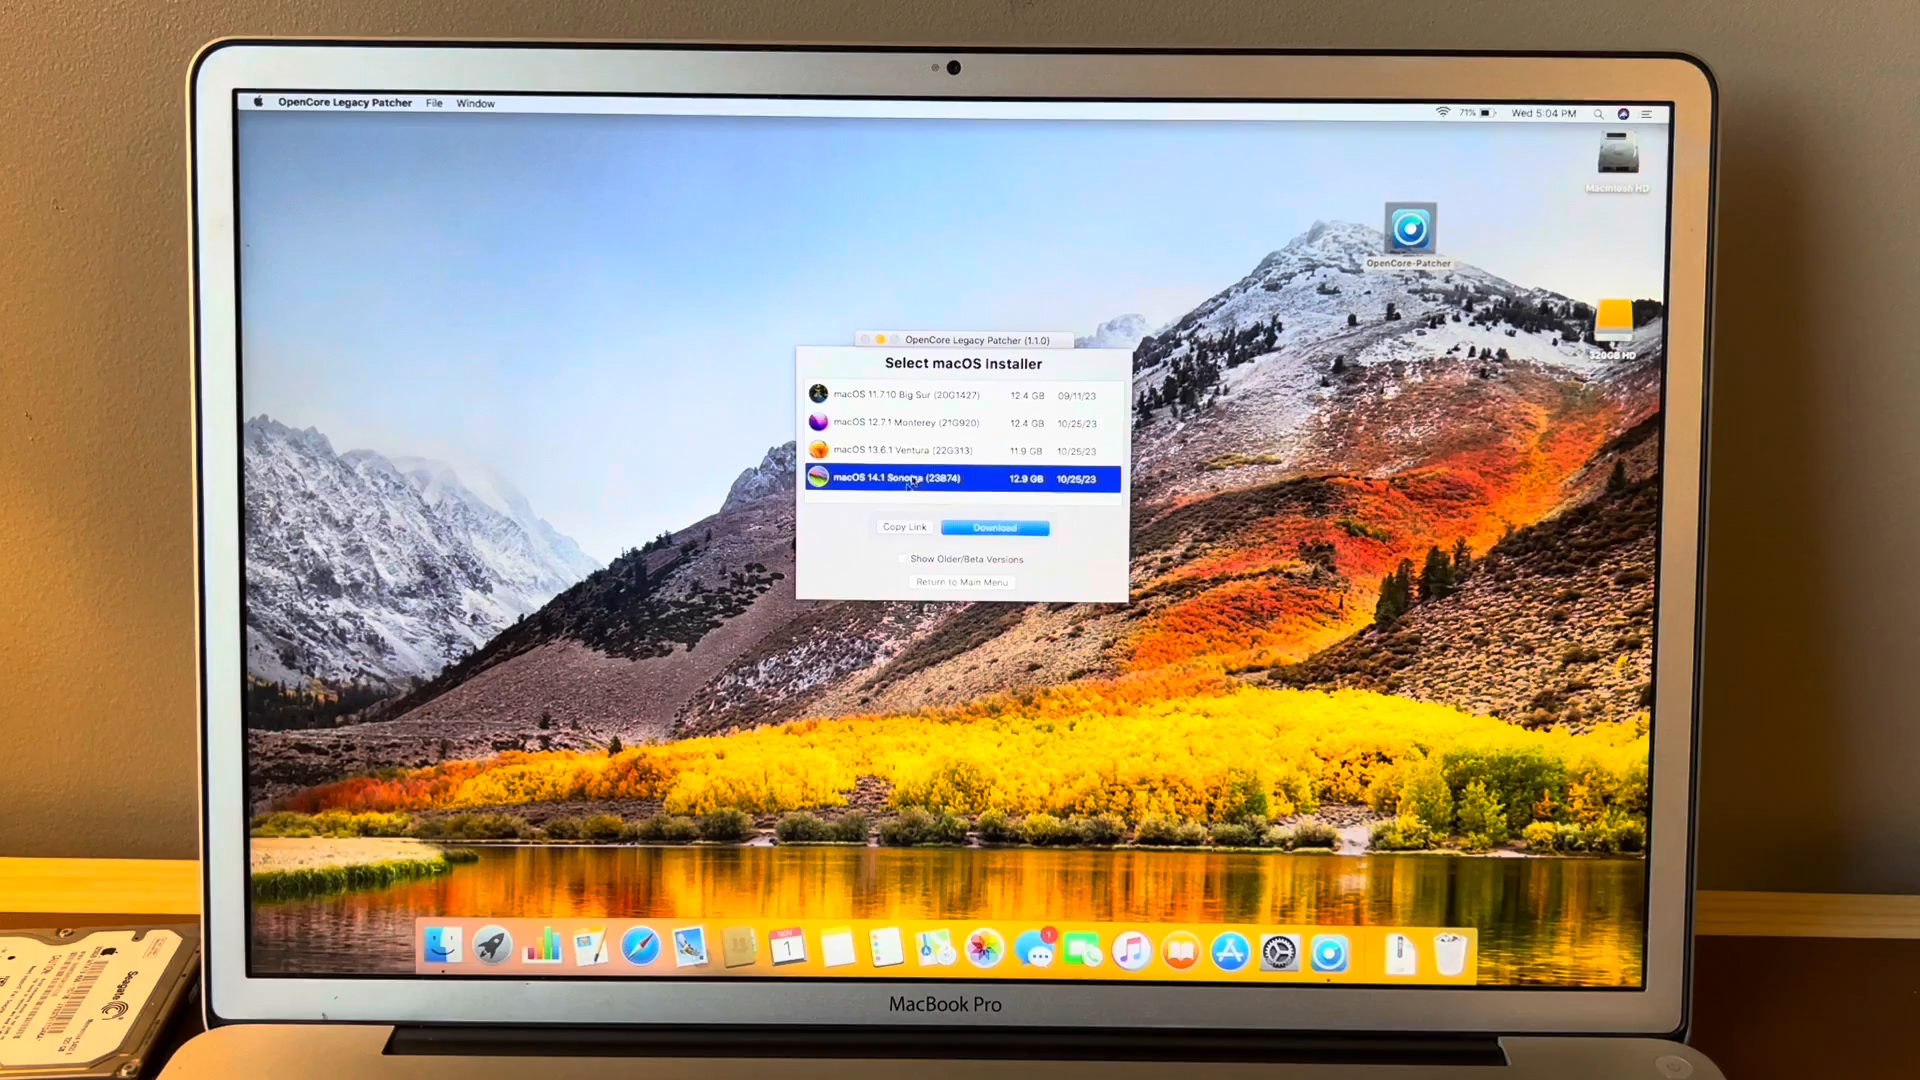 OpenCore Legacy Patcher File Window
71% Wed 5:04 PM
Macintosh HD
OpenCore-Patcher
320GB HD
OpenCore Legacy Patcher (1.1.0)
Select macOS Installer
macOS 11.7.10 Big Sur (20G1427) 12.4 GB 09/11/23
macOS 12.7.1 Monterey (21G920) 12.4 GB 10/25/23
macOS 13.6.1 Ventura (22G313) 11.9 GB 10/25/23
macOS 14.1 Sonoma (23B74) 12.9 GB 10/25/23
Copy Link Download
Show Older/Beta Versions
Return to Main Menu
NOV
1
1
MacBook Pro
Seagate